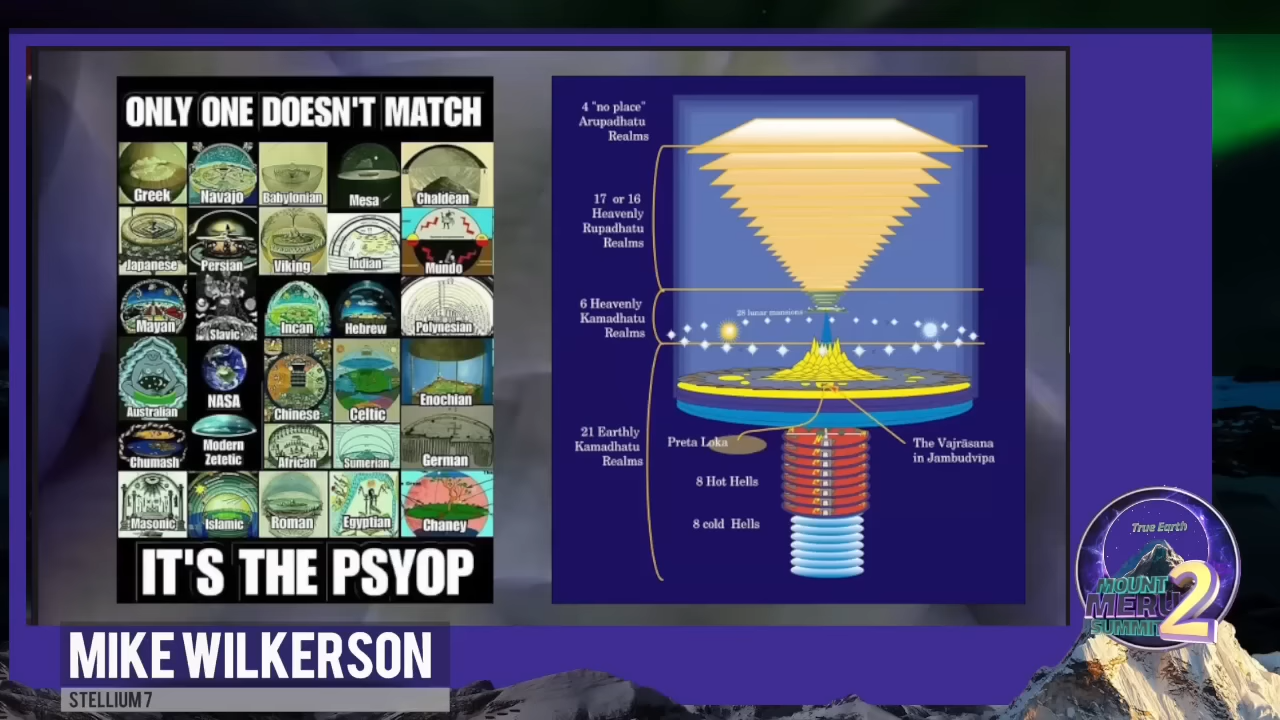 ONLY ONE DOESN'T MATCH
Greek
Navajo
Babylonian
Mesa
Chaldean
Japanese
Persian
Viking
Indian
Mundo
Mayan
Slavic
Incan
Hebrew
Polynesian
Australian
NASA
Chinese
Celtic
Enochian
Chumash
Modern
Zetetic
African
Sumerian
German
Masonic
Islamic
Roman
Egyptian
Chaney
IT'S THE PSYOP
4 "no place"
Arupadhatu
Realms
17 or 16
Heavenly
Rupadhatu
Realms
6 Heavenly
Kamadhatu
Realms
28 lunar mansions
21 Earthly
Kamadhatu
Realms
Preta Loka
8 Hot Hells
8 cold Hells
The Vajrāsana
in Jambudvipa
True Earth
MOUNT
MERU
SUMMIT
2
MIKE WILKERSON
STELLIUM 7